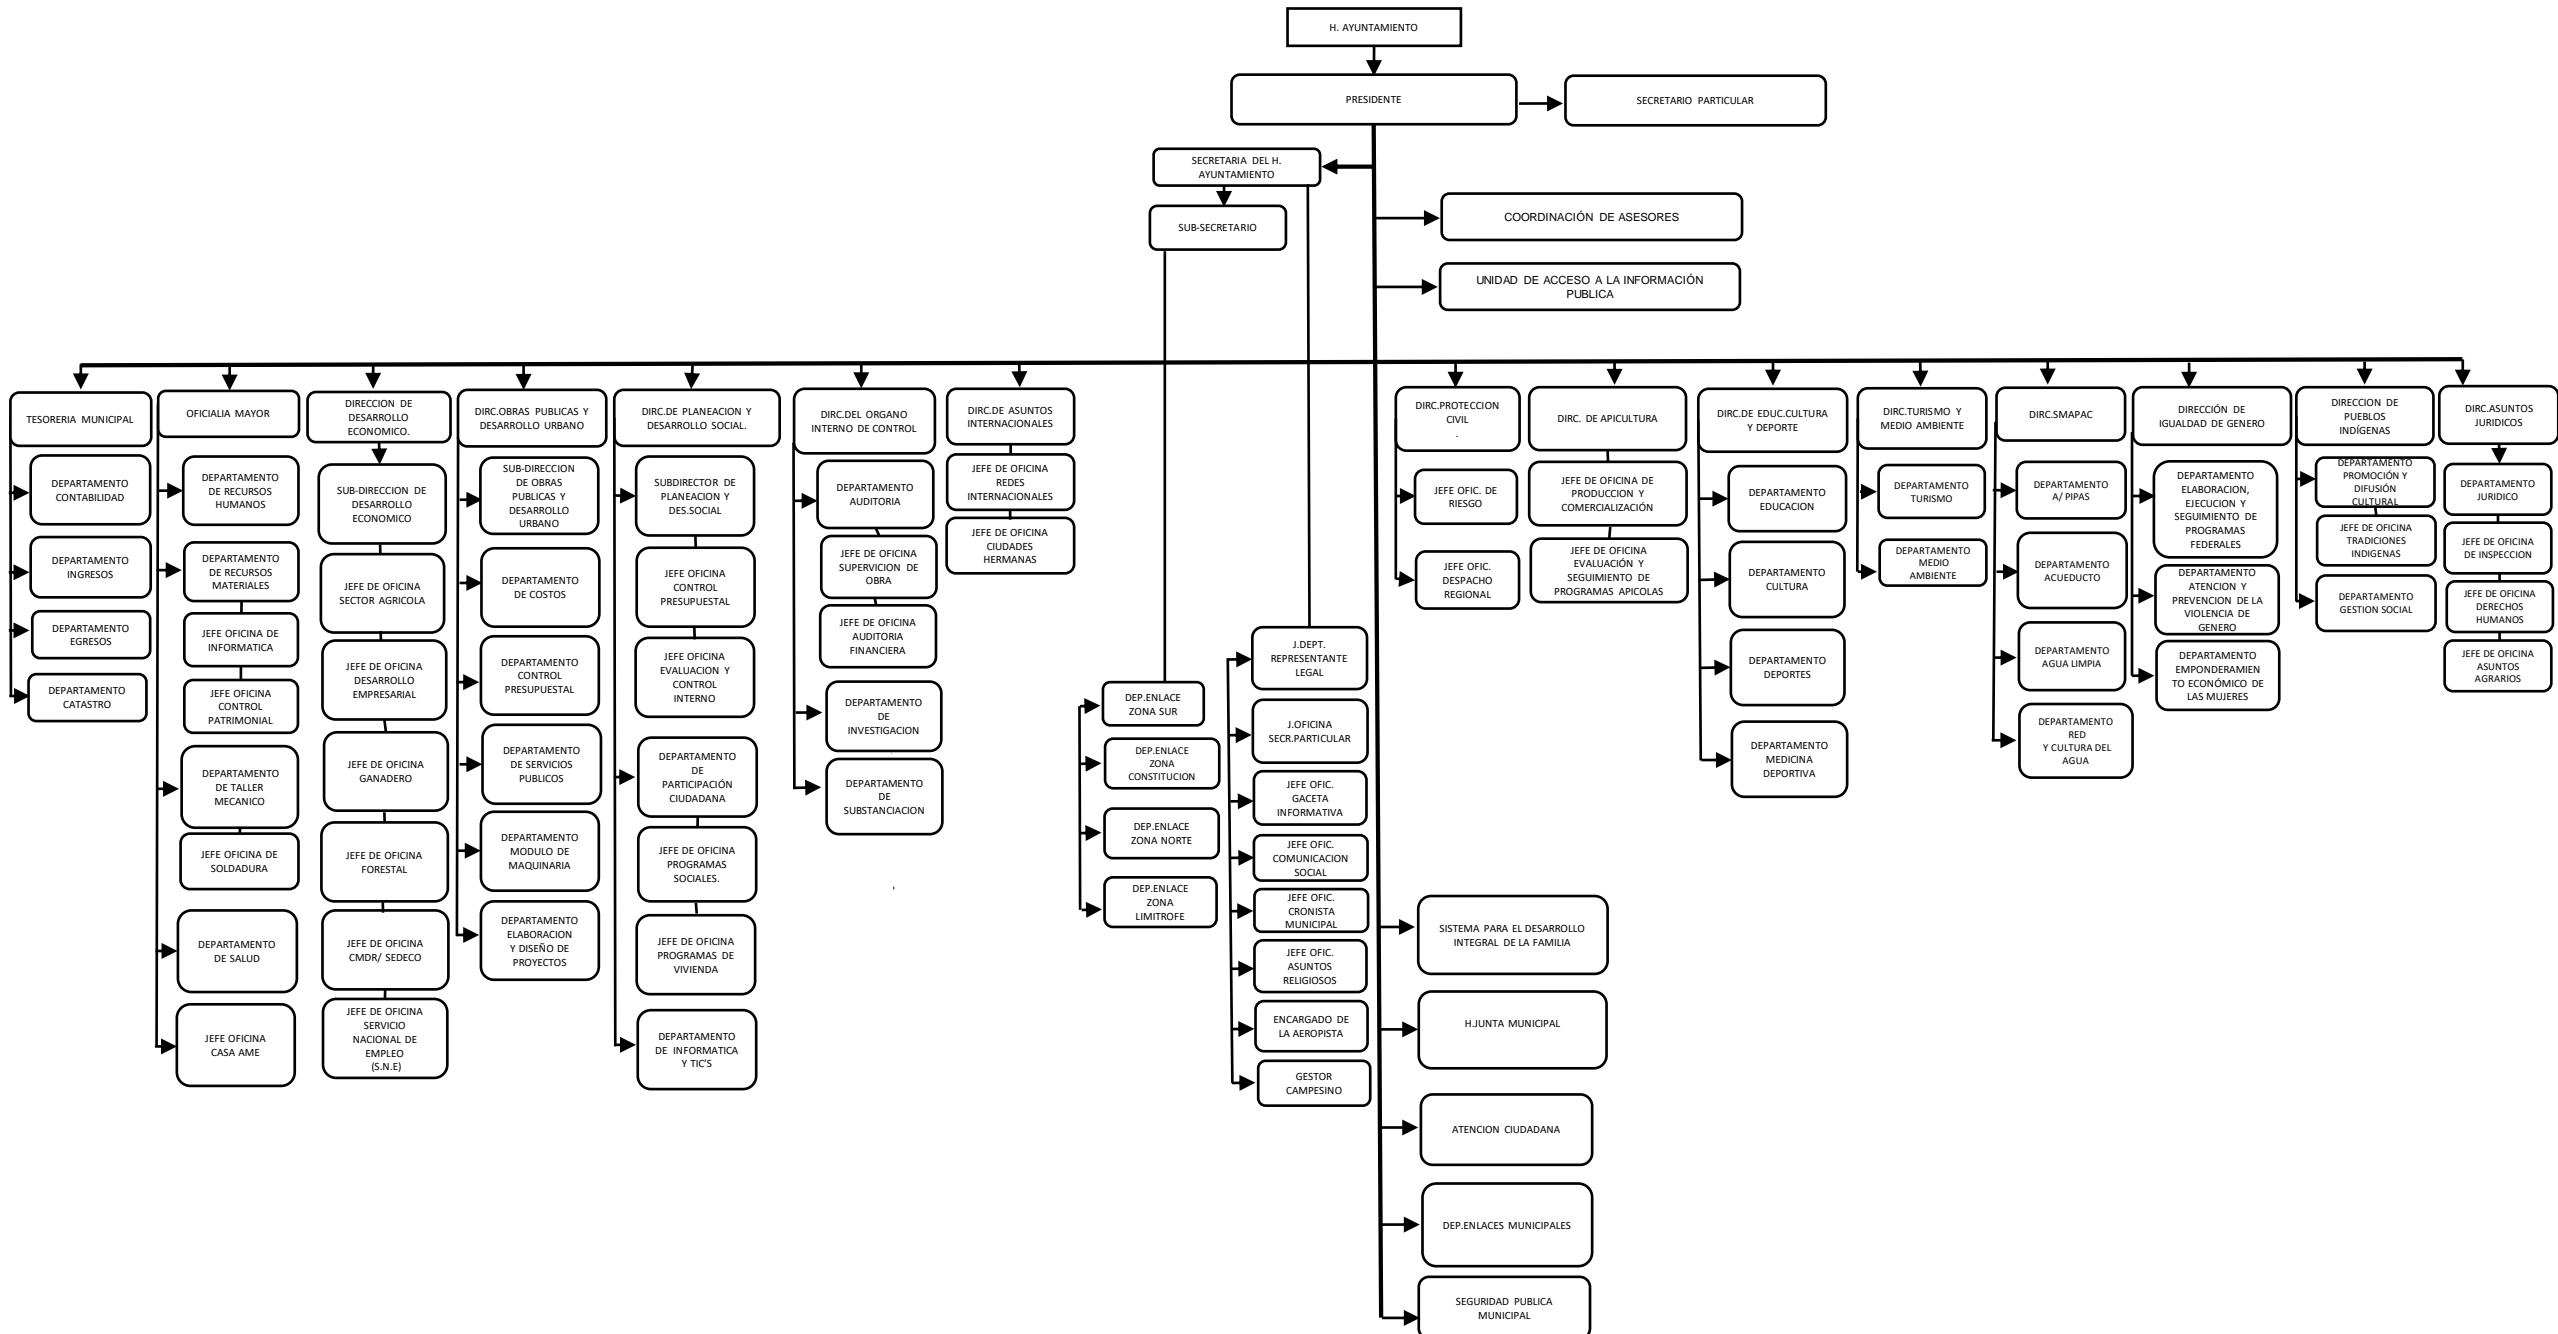 H. AYUNTAMIENTO
PRESIDENTE
SECRETARIO PARTICULAR
SECRETARIA DEL H.
AYUNTAMIENTO
SUB-SECRETARIO
COORDINACIÓN DE ASESORES
UNIDAD DE ACCESO A LA INFORMACIÓN
PUBLICA
TESORERIA MUNICIPAL
DEPARTAMENTO
CONTABILIDAD
DEPARTAMENTO
INGRESOS
DEPARTAMENTO
EGRESOS
DEPARTAMENTO
CATASTRO
OFICIALIA MAYOR
DEPARTAMENTO
DE RECURSOS
HUMANOS
DEPARTAMENTO
DE RECURSOS
MATERIALES
JEFE OFICINA DE
INFORMATICA
JEFE OFICINA
CONTROL
PATRIMONIAL
DEPARTAMENTO
DE TALLER
MECANICO
JEFE OFICINA DE
SOLDADURA
DEPARTAMENTO
DE SALUD
JEFE OFICINA
CASA AME
DIRECCION DE
DESARROLLO
ECONOMICO.
SUB-DIRECCION DE
DESARROLLO
ECONOMICO
JEFE DE OFICINA
SECTOR AGRICOLA
JEFE DE OFICINA
DESARROLLO
EMPRESARIAL
JEFE DE OFICINA
GANADERO
JEFE DE OFICINA
FORESTAL
JEFE DE OFICINA
CMDR/ SEDECO
JEFE DE OFICINA
SERVICIO
NACIONAL DE
EMPLEO
(S.N.E)
DIRC.OBRAS PUBLICAS Y
DESARROLLO URBANO
SUB-DIRECCION
DE OBRAS
PUBLICAS Y
DESARROLLO
URBANO
DEPARTAMENTO
DE COSTOS
DEPARTAMENTO
CONTROL
PRESUPUESTAL
DEPARTAMENTO
DE SERVICIOS
PUBLICOS
DEPARTAMENTO
MODULO DE
MAQUINARIA
DEPARTAMENTO
ELABORACION
Y DISEÑO DE
PROYECTOS
DIRC.DE PLANEACION Y
DESARROLLO SOCIAL.
SUBDIRECTOR DE
PLANEACION Y
DES.SOCIAL
JEFE OFICINA
CONTROL
PRESUPUESTAL
JEFE OFICINA
EVALUACION Y
CONTROL
INTERNO
DEPARTAMENTO
DE
PARTICIPACIÓN
CIUDADANA
JEFE DE OFICINA
PROGRAMAS
SOCIALES.
JEFE DE OFICINA
PROGRAMAS DE
VIVIENDA
DEPARTAMENTO
DE INFORMATICA
Y TIC'S
DIRC.DEL ORGANO
INTERNO DE CONTROL
DEPARTAMENTO
AUDITORIA
JEFE DE OFICINA
SUPERVICION DE
OBRA
JEFE DE OFICINA
AUDITORIA
FINANCIERA
DEPARTAMENTO
DE
INVESTIGACION
DEPARTAMENTO
DE
SUBSTANCIACION
DIRC.DE ASUNTOS
INTERNACIONALES
JEFE DE OFICINA
REDES
INTERNACIONALES
JEFE DE OFICINA
CIUDADES
HERMANAS
DEP.ENLACE
ZONA SUR
DEP.ENLACE
ZONA
CONSTITUCION
DEP.ENLACE
ZONA NORTE
DEP.ENLACE
ZONA
LIMITROFE
J.DEPT.
REPRESENTANTE
LEGAL
J.OFICINA
SECR.PARTICULAR
JEFE OFIC.
GACETA
INFORMATIVA
JEFE OFIC.
COMUNICACION
SOCIAL
JEFE OFIC.
CRONISTA
MUNICIPAL
JEFE OFIC.
ASUNTOS
RELIGIOSOS
ENCARGADO DE
LA AEROPISTA
GESTOR
CAMPESINO
DIRC.PROTECCION
CIVIL
.
JEFE OFIC. DE
RIESGO
JEFE OFIC.
DESPACHO
REGIONAL
DIRC. DE APICULTURA
JEFE DE OFICINA DE
PRODUCCION Y
COMERCIALIZACIÓN
JEFE DE OFICINA
EVALUACIÓN Y
SEGUIMIENTO DE
PROGRAMAS APICOLAS
DIRC.DE EDUC.CULTURA
Y DEPORTE
DEPARTAMENTO
EDUCACION
DEPARTAMENTO
CULTURA
DEPARTAMENTO
DEPORTES
DEPARTAMENTO
MEDICINA
DEPORTIVA
DIRC.TURISMO Y
MEDIO AMBIENTE
DEPARTAMENTO
TURISMO
DEPARTAMENTO
MEDIO
AMBIENTE
DIRC.SMAPAC
DEPARTAMENTO
A/ PIPAS
DEPARTAMENTO
ACUEDUCTO
DEPARTAMENTO
AGUA LIMPIA
DEPARTAMENTO
RED
Y CULTURA DEL
AGUA
DIRECCIÓN DE
IGUALDAD DE GENERO
DEPARTAMENTO
ELABORACION,
EJECUCION Y
SEGUIMIENTO DE
PROGRAMAS
FEDERALES
DEPARTAMENTO
ATENCION Y
PREVENCION DE LA
VIOLENCIA DE
GENERO
DEPARTAMENTO
EMPONDERAMIEN
TO ECONÓMICO DE
LAS MUJERES
DIRECCION DE
PUEBLOS
INDÍGENAS
DEPARTAMENTO
PROMOCIÓN Y
DIFUSIÓN
CULTURAL
JEFE DE OFICINA
TRADICIONES
INDIGENAS
DEPARTAMENTO
GESTION SOCIAL
DIRC.ASUNTOS
JURIDICOS
DEPARTAMENTO
JURIDICO
JEFE DE OFICINA
DE INSPECCION
JEFE DE OFICINA
DERECHOS
HUMANOS
JEFE DE OFICINA
ASUNTOS
AGRARIOS
SISTEMA PARA EL DESARROLLO
INTEGRAL DE LA FAMILIA
H.JUNTA MUNICIPAL
ATENCION CIUDADANA
DEP.ENLACES MUNICIPALES
SEGURIDAD PUBLICA
MUNICIPAL